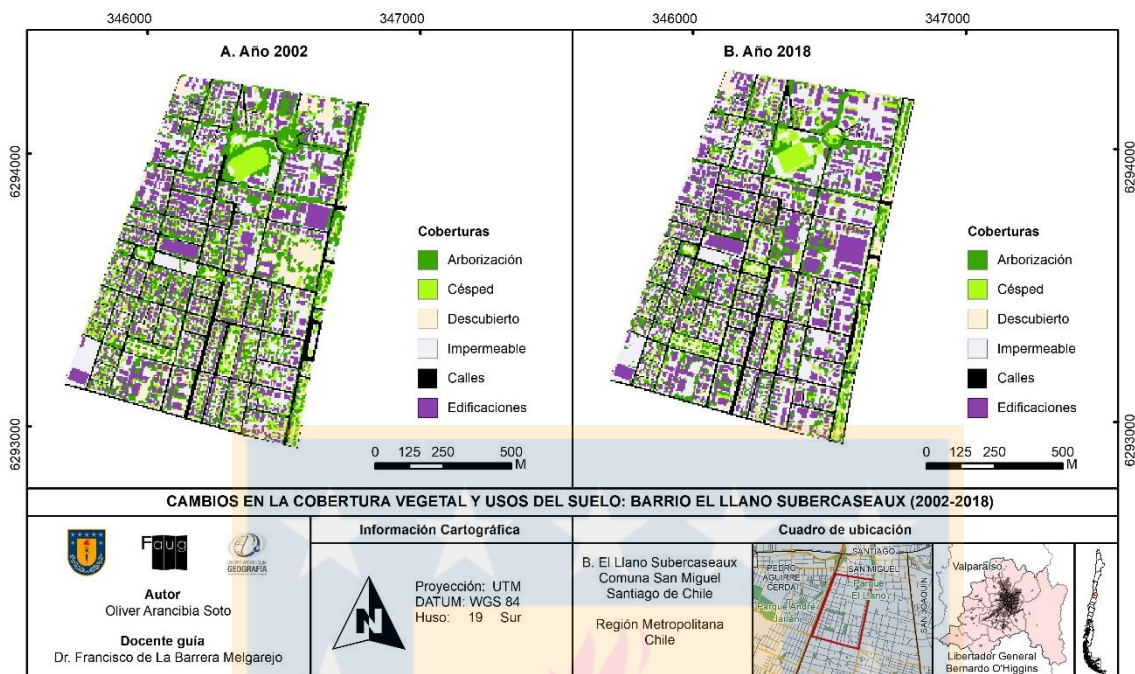 346000
347000
346000
347000
A. Año 2002
B. Año 2018
6294000
6294000
Coberturas
Arborización
Césped
Descubierto
Impermeable
Calles
Edificaciones
Coberturas
Arborización
Césped
Descubierto
Impermeable
Calles
Edificaciones
6293000
6293000
0 125 250 500
M
0 125 250 500
M
CAMBIOS EN LA COBERTURA VEGETAL Y USOS DEL SUELO: BARRIO EL LLANO SUBERCASEAUX (2002-2018)
Faug
GEOGRAFÍA
Autor
Oliver Arancibia Soto
Docente guía
Dr. Francisco de La Barrera Melgarejo
Información Cartográfica
N
Proyección: UTM
DATUM: WGS 84
Huso: 19 Sur
Cuadro de ubicación
B. El Llano Subercaseaux
Comuna San Miguel
Santiago de Chile
Región Metropolitana
Chile
SANTIAGO
PEDRO
AGUIRRE
CERDA
SAN MIGUEL
Parque
El Llano
Parque André
Jarlan
SAN JOAQUIN
Valparaíso
Libertador General
Bernardo O'Higgins